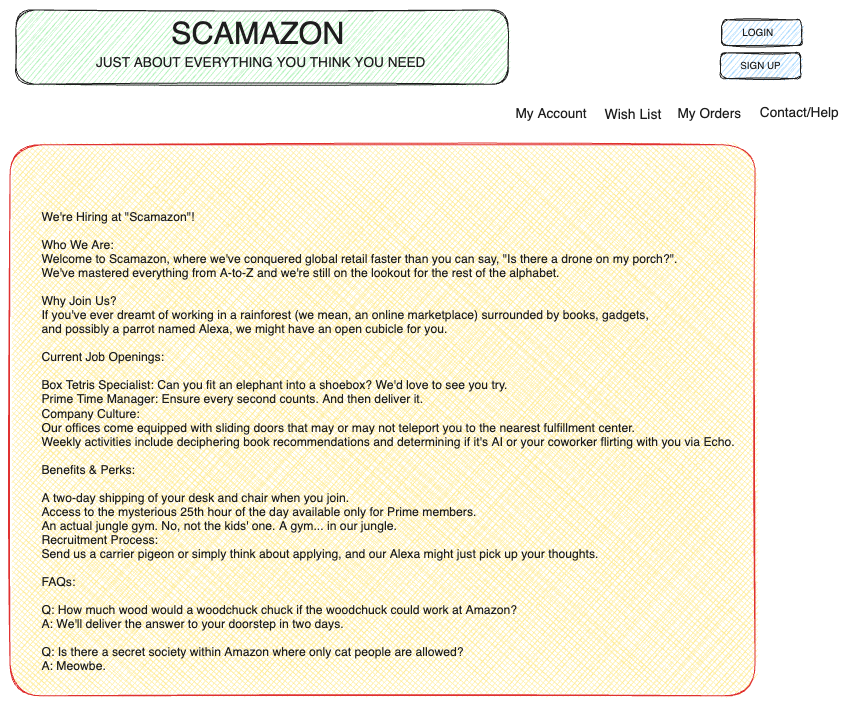 SCAMAZON
JUST ABOUT EVERYTHING YOU THINK YOU NEED
LOGIN
SIGN UP
My Account Wish List My Orders Contact/Help
We're Hiring at "Scamazon"!
Who We Are:
Welcome to Scamazon, where we've conquered global retail faster than you can say, "Is there a drone on my porch?".
We've mastered everything from A-to-Z and we're still on the lookout for the rest of the alphabet.
Why Join Us?
If you've ever dreamt of working in a rainforest (we mean, an online marketplace) surrounded by books, gadgets,
and possibly a parrot named Alexa, we might have an open cubicle for you.
Current Job Openings:
Box Tetris Specialist: Can you fit an elephant into a shoebox? We'd love to see you try.
Prime Time Manager: Ensure every second counts. And then deliver it.
Company Culture:
Our offices come equipped with sliding doors that may or may not teleport you to the nearest fulfillment center.
Weekly activities include deciphering book recommendations and determining if it's AI or your coworker flirting with you via Echo.
Benefits & Perks:
A two-day shipping of your desk and chair when you join.
Access to the mysterious 25th hour of the day available only for Prime members.
An actual jungle gym. No, not the kids' one. A gym... in our jungle.
Recruitment Process:
Send us a carrier pigeon or simply think about applying, and our Alexa might just pick up your thoughts.
FAQs:
Q: How much wood would a woodchuck chuck if the woodchuck could work at Amazon?
A: We'll deliver the answer to your doorstep in two days.
Q: Is there a secret society within Amazon where only cat people are allowed?
A: Meowbe.